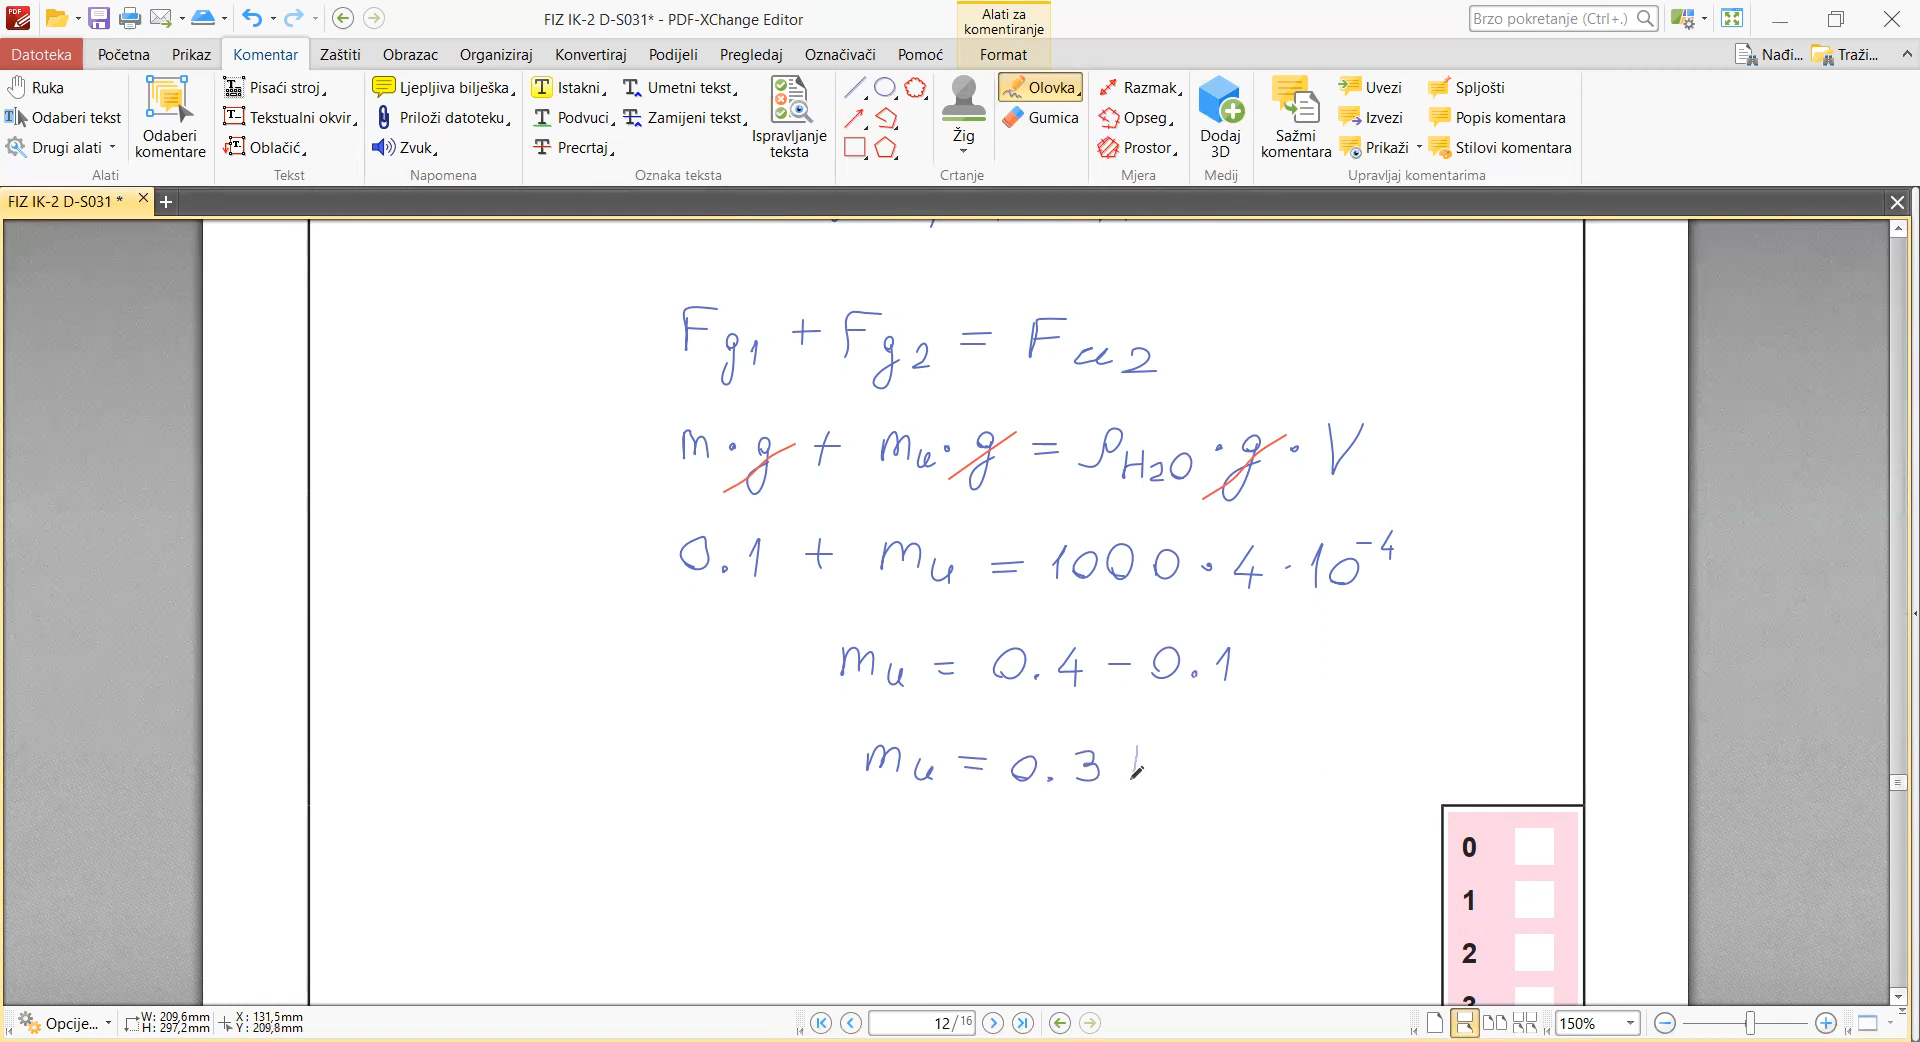 FIZ IK-2 D-S031* - PDF-XChange Editor
Alati za komentiranje
Brzo pokretanje (Ctrl+.)
Datoteka Početna Prikaz Komentar Zaštiti Obrazac Organiziraj Konvertiraj Podijeli Pregledaj Označivači Pomoć Format Nađi... Traži...
Ruka Pisaći stroj Ljepljiva bilješka Istakni Umetni tekst Olovka Razmak Uvezi Spljošti
Odaberi tekst Tekstualni okvir Priloži datoteku Podvuci Zamijeni tekst Gumica Opseg Izvezi Popis komentara
Drugi alati Odaberi komentare Oblačić Zvuk Precrtaj Ispravljanje teksta Žig Prostor Dodaj 3D Sažmi komentara Prikaži Stilovi komentara
Alati Tekst Napomena Oznaka teksta Crtanje Mjera Medij Upravljaj komentarima
FIZ IK-2 D-S031 *
Fg1 + Fg2 = Fu2
m · g + mu · g = ρH2O · g · V
0.1 + mu = 1000 · 4 · 10⁻⁴
mu = 0.4 - 0.1
mu = 0.3
0
1
2
3
Opcije... W: 209,6mm H: 297,2mm X: 131,5mm Y: 209,8mm 12 / 16 150%